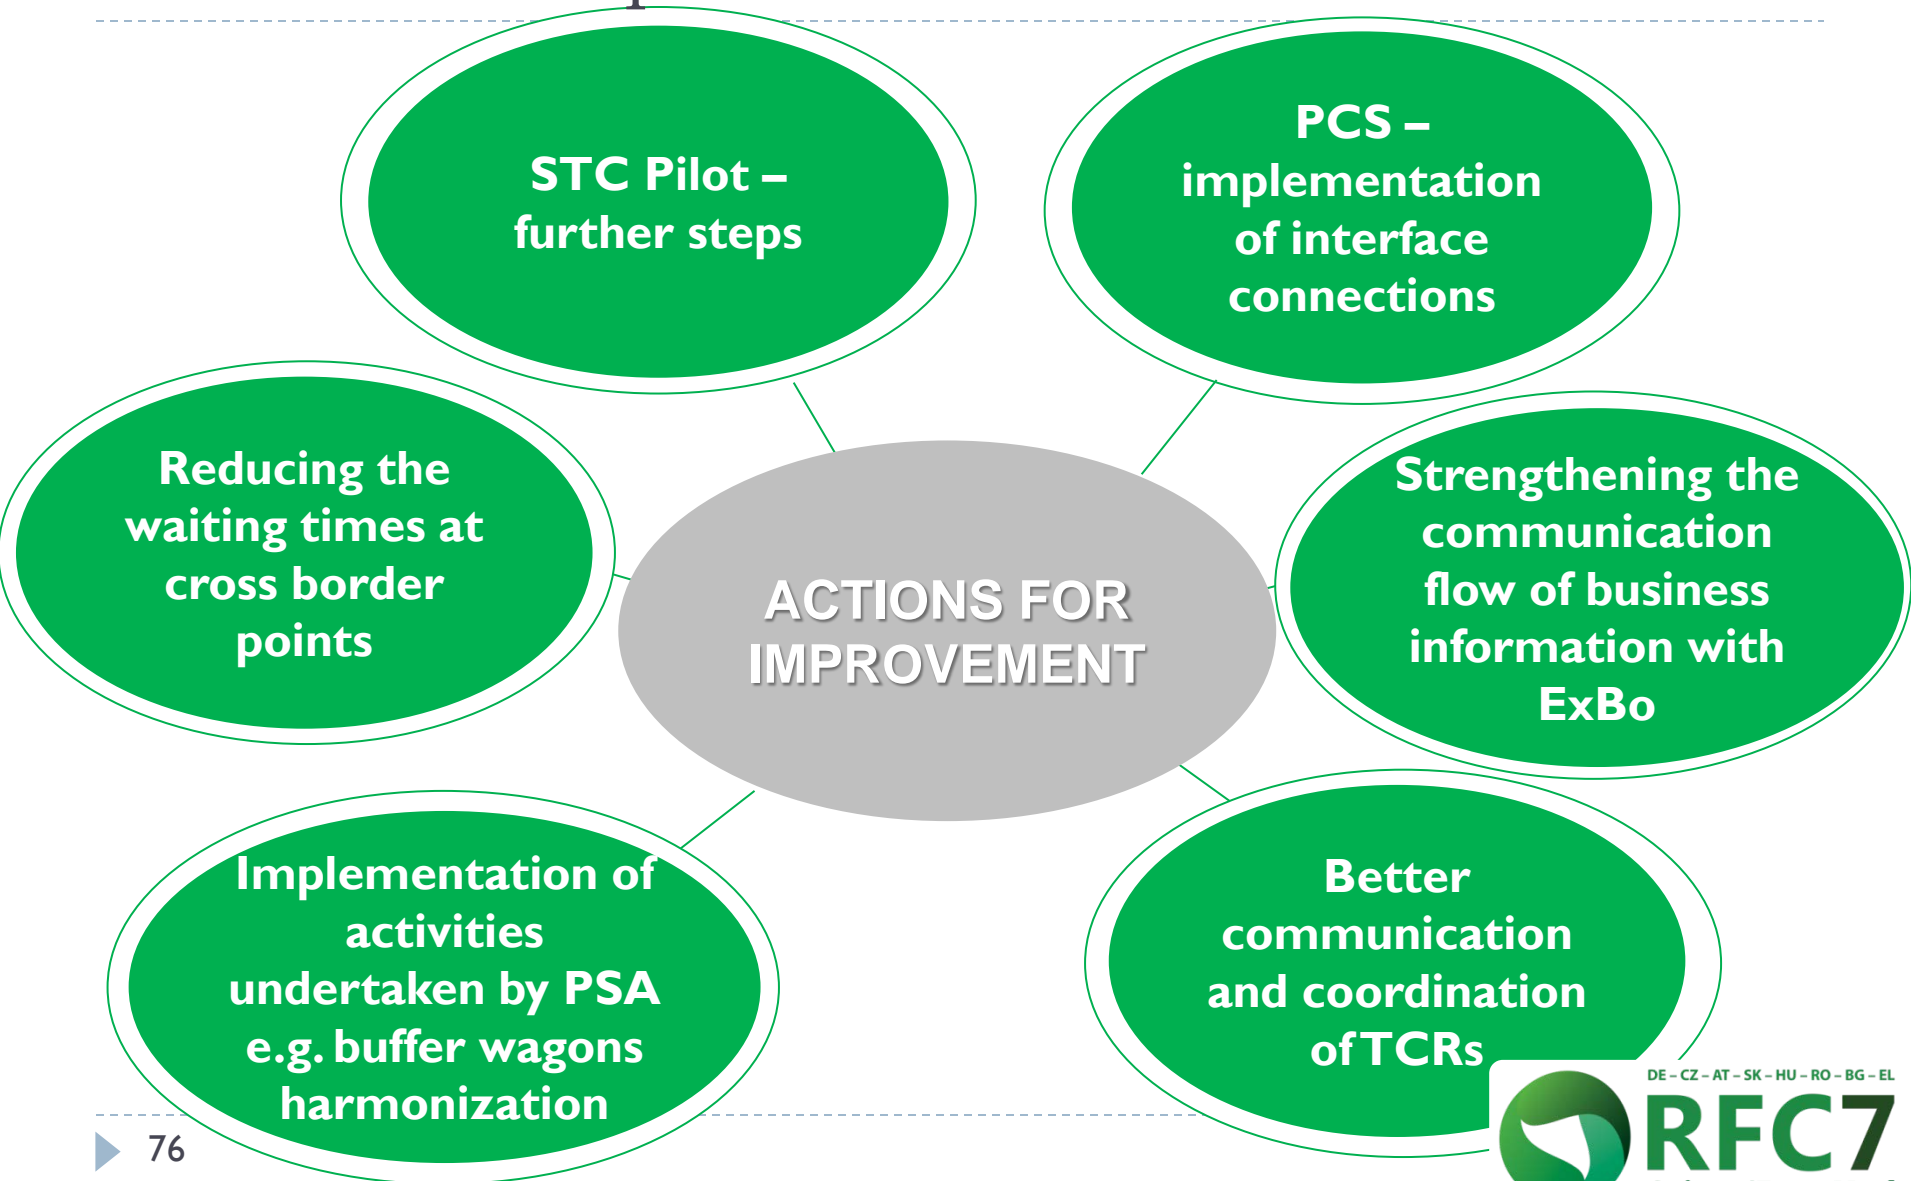 STC Pilot –
further steps
PCS –
implementation
of interface
connections
Reducing the
waiting times at
cross border
points
ACTIONS FOR
IMPROVEMENT
Strengthening the
communication
flow of business
information with
ExBo
Implementation of
activities
undertaken by PSA
e.g. buffer wagons
harmonization
Better
communication
and coordination
of TCRs
DE – CZ – AT – SK – HU – RO – BG – EL
RFC7
76